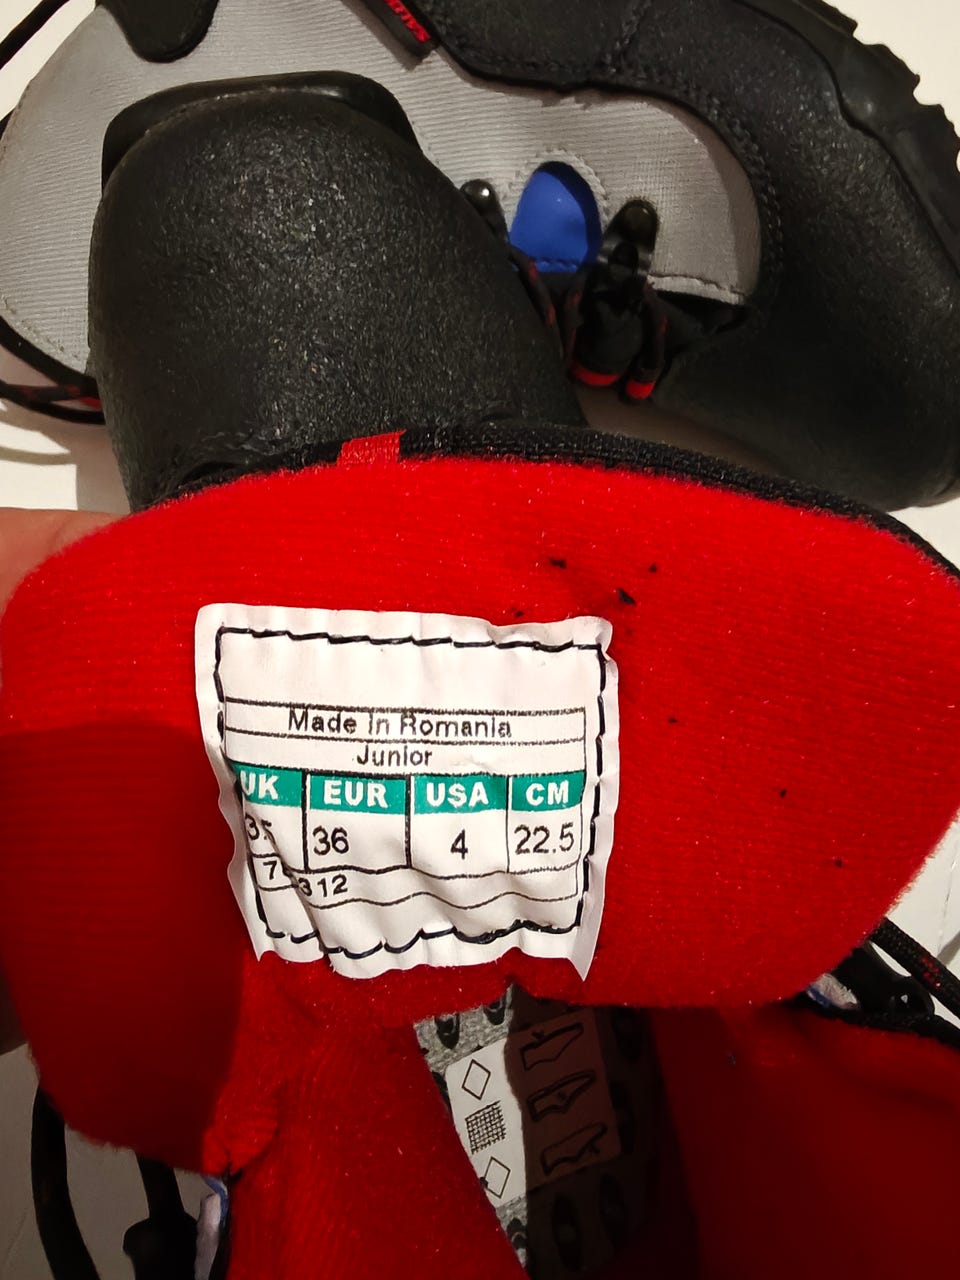 Made In Romania
Junior
UK EUR USA CM
36 4 22.5
312